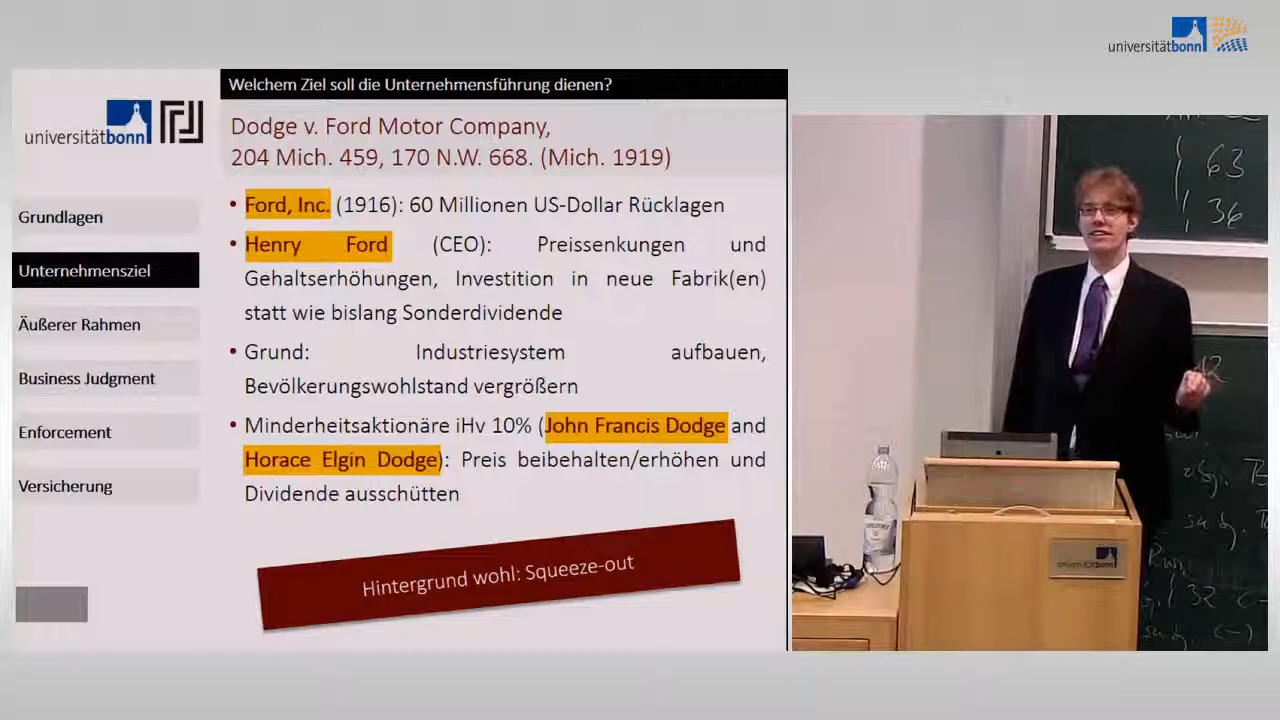 universitätbonn
Welchem Ziel soll die Unternehmensführung dienen?
universitätbonn
Dodge v. Ford Motor Company,
204 Mich. 459, 170 N.W. 668. (Mich. 1919)
Grundlagen
Unternehmensziel
Äußerer Rahmen
Business Judgment
Enforcement
Versicherung
• Ford, Inc. (1916): 60 Millionen US-Dollar Rücklagen
• Henry Ford (CEO): Preissenkungen und
Gehaltserhöhungen, Investition in neue Fabrik(en)
statt wie bislang Sonderdividende
• Grund: Industriesystem aufbauen,
Bevölkerungswohlstand vergrößern
• Minderheitsaktionäre iHv 10% (John Francis Dodge and
Horace Elgin Dodge): Preis beibehalten/erhöhen und
Dividende ausschütten
Hintergrund wohl: Squeeze-out
63
36
universitätbonn
32